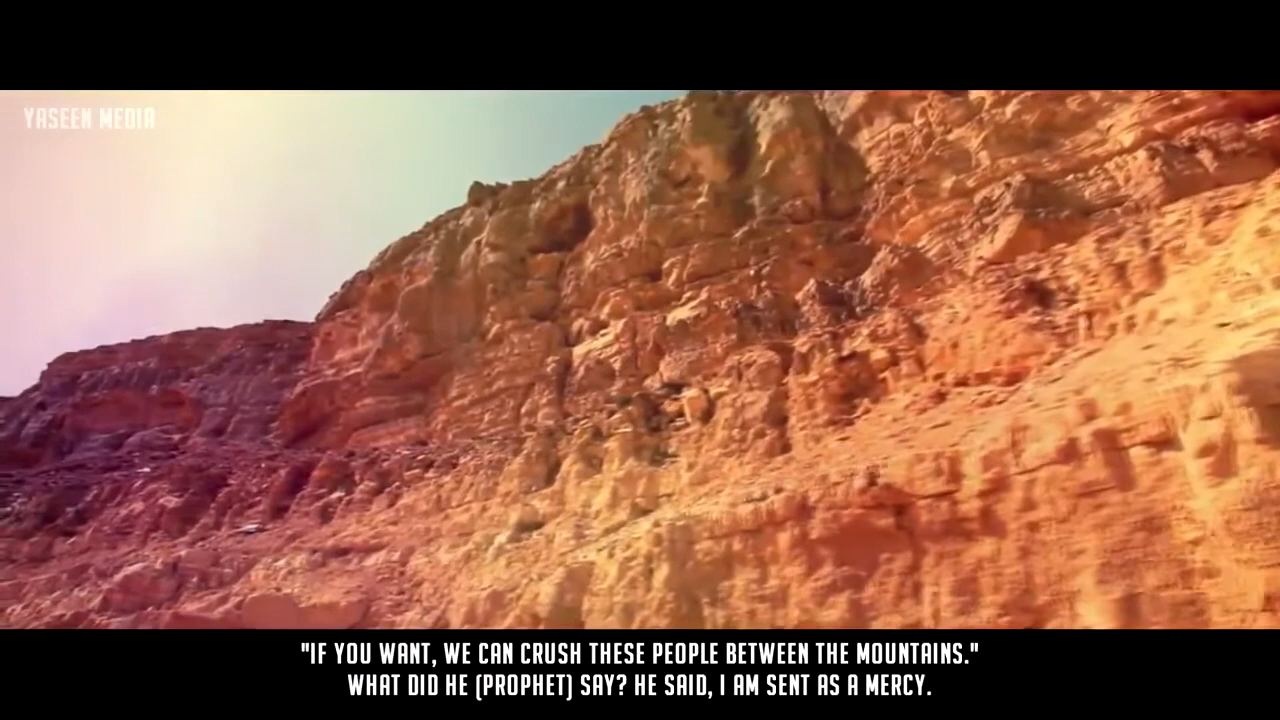 YASEEN MEDIA
"IF YOU WANT, WE CAN CRUSH THESE PEOPLE BETWEEN THE MOUNTAINS."
WHAT DID HE (PROPHET) SAY? HE SAID, I AM SENT AS A MERCY.